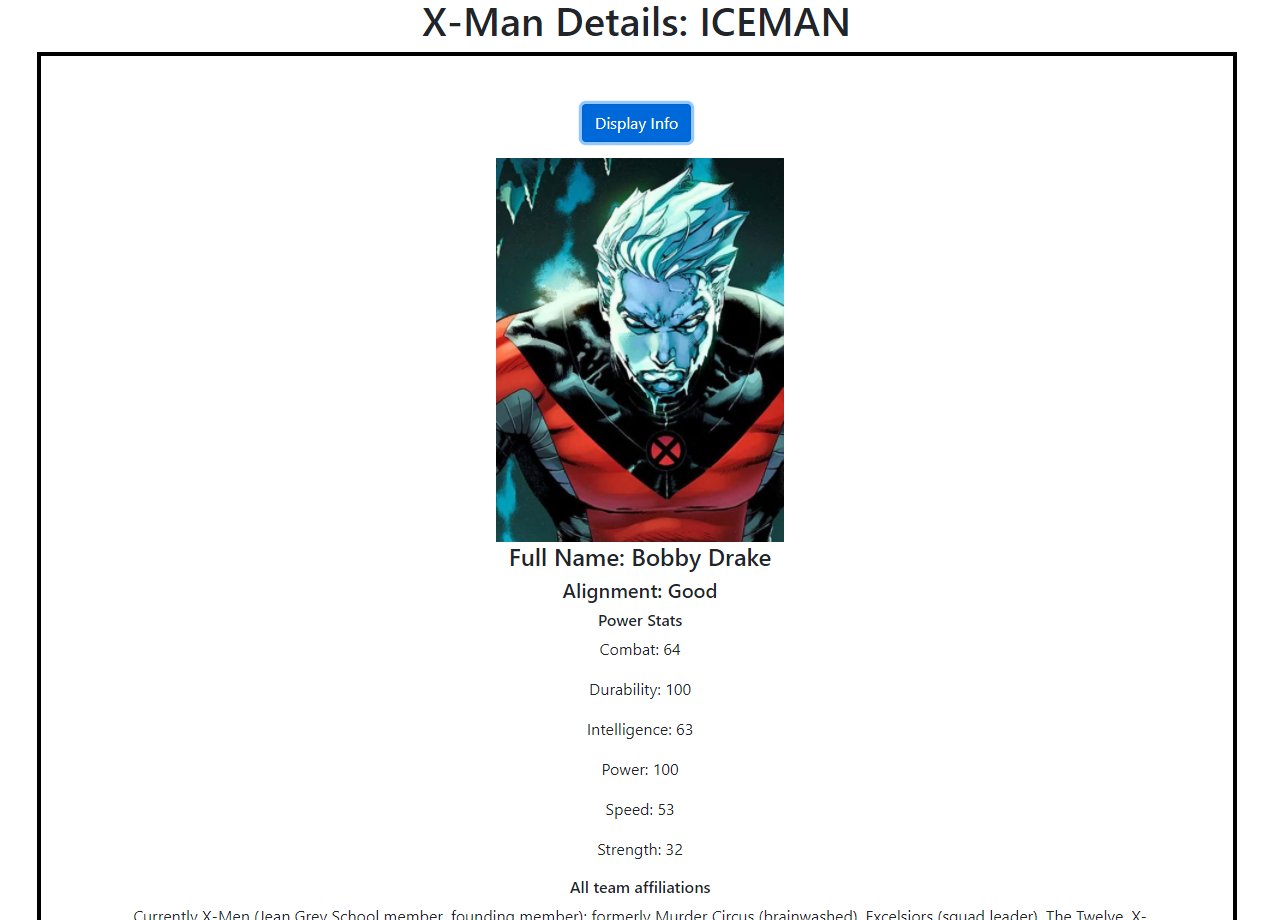 X-Man Details: ICEMAN
Display Info
Full Name: Bobby Drake
Alignment: Good
Power Stats
Combat: 64
Durability: 100
Intelligence: 63
Power: 100
Speed: 53
Strength: 32
All team affiliations
Currently X-Men (Jean Grey School member, founding member); formerly Murder Circus (brainwashed), Excelsiors (squad leader), The Twelve, X-